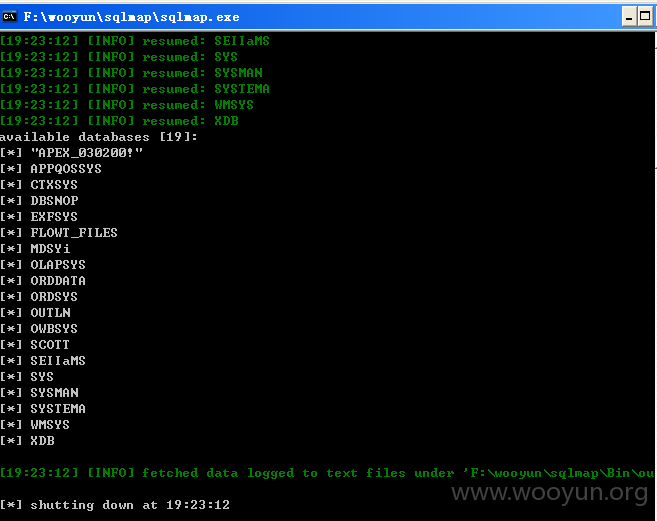 F:\wooyun\sqlmap\sqlmap.exe
[19:23:12] [INFO] resumed: SEIIaMS
[19:23:12] [INFO] resumed: SYS
[19:23:12] [INFO] resumed: SYSMAN
[19:23:12] [INFO] resumed: SYSTEMA
[19:23:12] [INFO] resumed: WMSYS
[19:23:12] [INFO] resumed: XDB
available databases [19]:
[*] "APEX_030200!"
[*] APPQOSSYS
[*] CTXSYS
[*] DBSNOP
[*] EXFSYS
[*] FLOWT_FILES
[*] MDSYi
[*] OLAPSYS
[*] ORDDATA
[*] ORDSYS
[*] OUTLN
[*] OWBSYS
[*] SCOTT
[*] SEIIaMS
[*] SYS
[*] SYSMAN
[*] SYSTEMA
[*] WMSYS
[*] XDB
[19:23:12] [INFO] fetched data logged to text files under 'F:\wooyun\sqlmap\Bin\ou
[*] shutting down at 19:23:12
www.wooyun.org